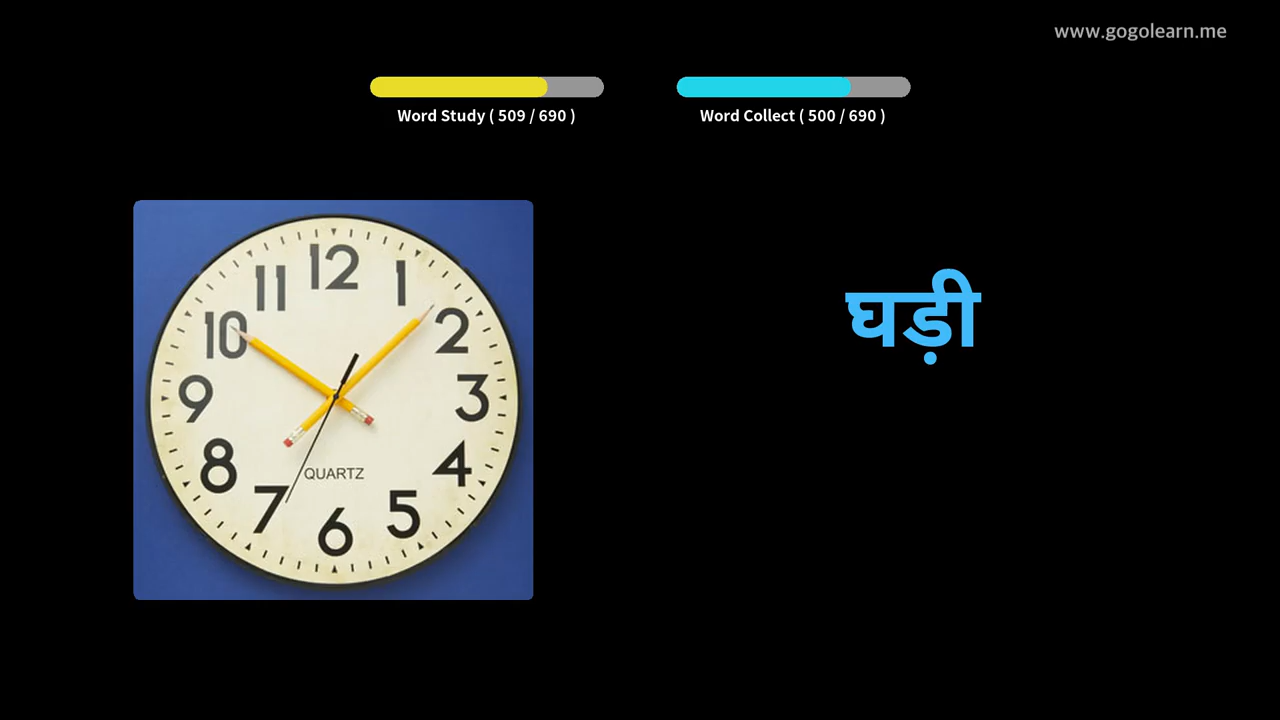 www.gogolearn.me
Word Study ( 509 / 690 )
Word Collect ( 500 / 690 )
12
11
1
10
2
9
3
8
4
QUARTZ
7
5
6
घड़ी